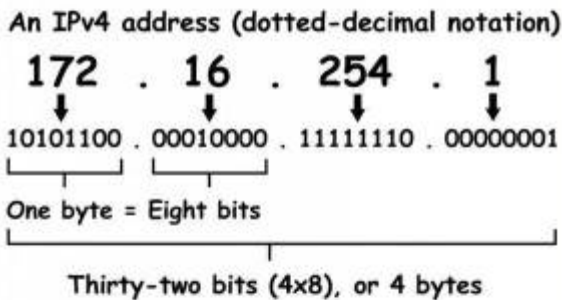 An IPv4 address (dotted-decimal notation)
172 . 16 . 254 . 1
10101100 . 00010000 . 11111110 . 00000001
One byte = Eight bits
Thirty-two bits (4x8), or 4 bytes